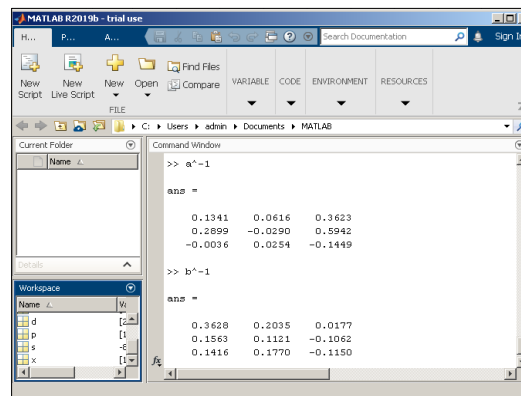 MATLAB R2019b - trial use
H... P... A... Search Documentation Sign In
New Script
New Live Script
New
Open
Find Files
Compare
FILE
VARIABLE CODE ENVIRONMENT RESOURCES
C: Users admin Documents MATLAB
Current Folder
Name
Details
Workspace
Name
d [2
p [1
s -8
x [1
Command Window
>> a^-1
ans =
0.1341 0.0616 0.3623
0.2899 -0.0290 0.5942
-0.0036 0.0254 -0.1449
>> b^-1
ans =
0.3628 0.2035 0.0177
0.1563 0.1121 -0.1062
0.1416 0.1770 -0.1150
fx